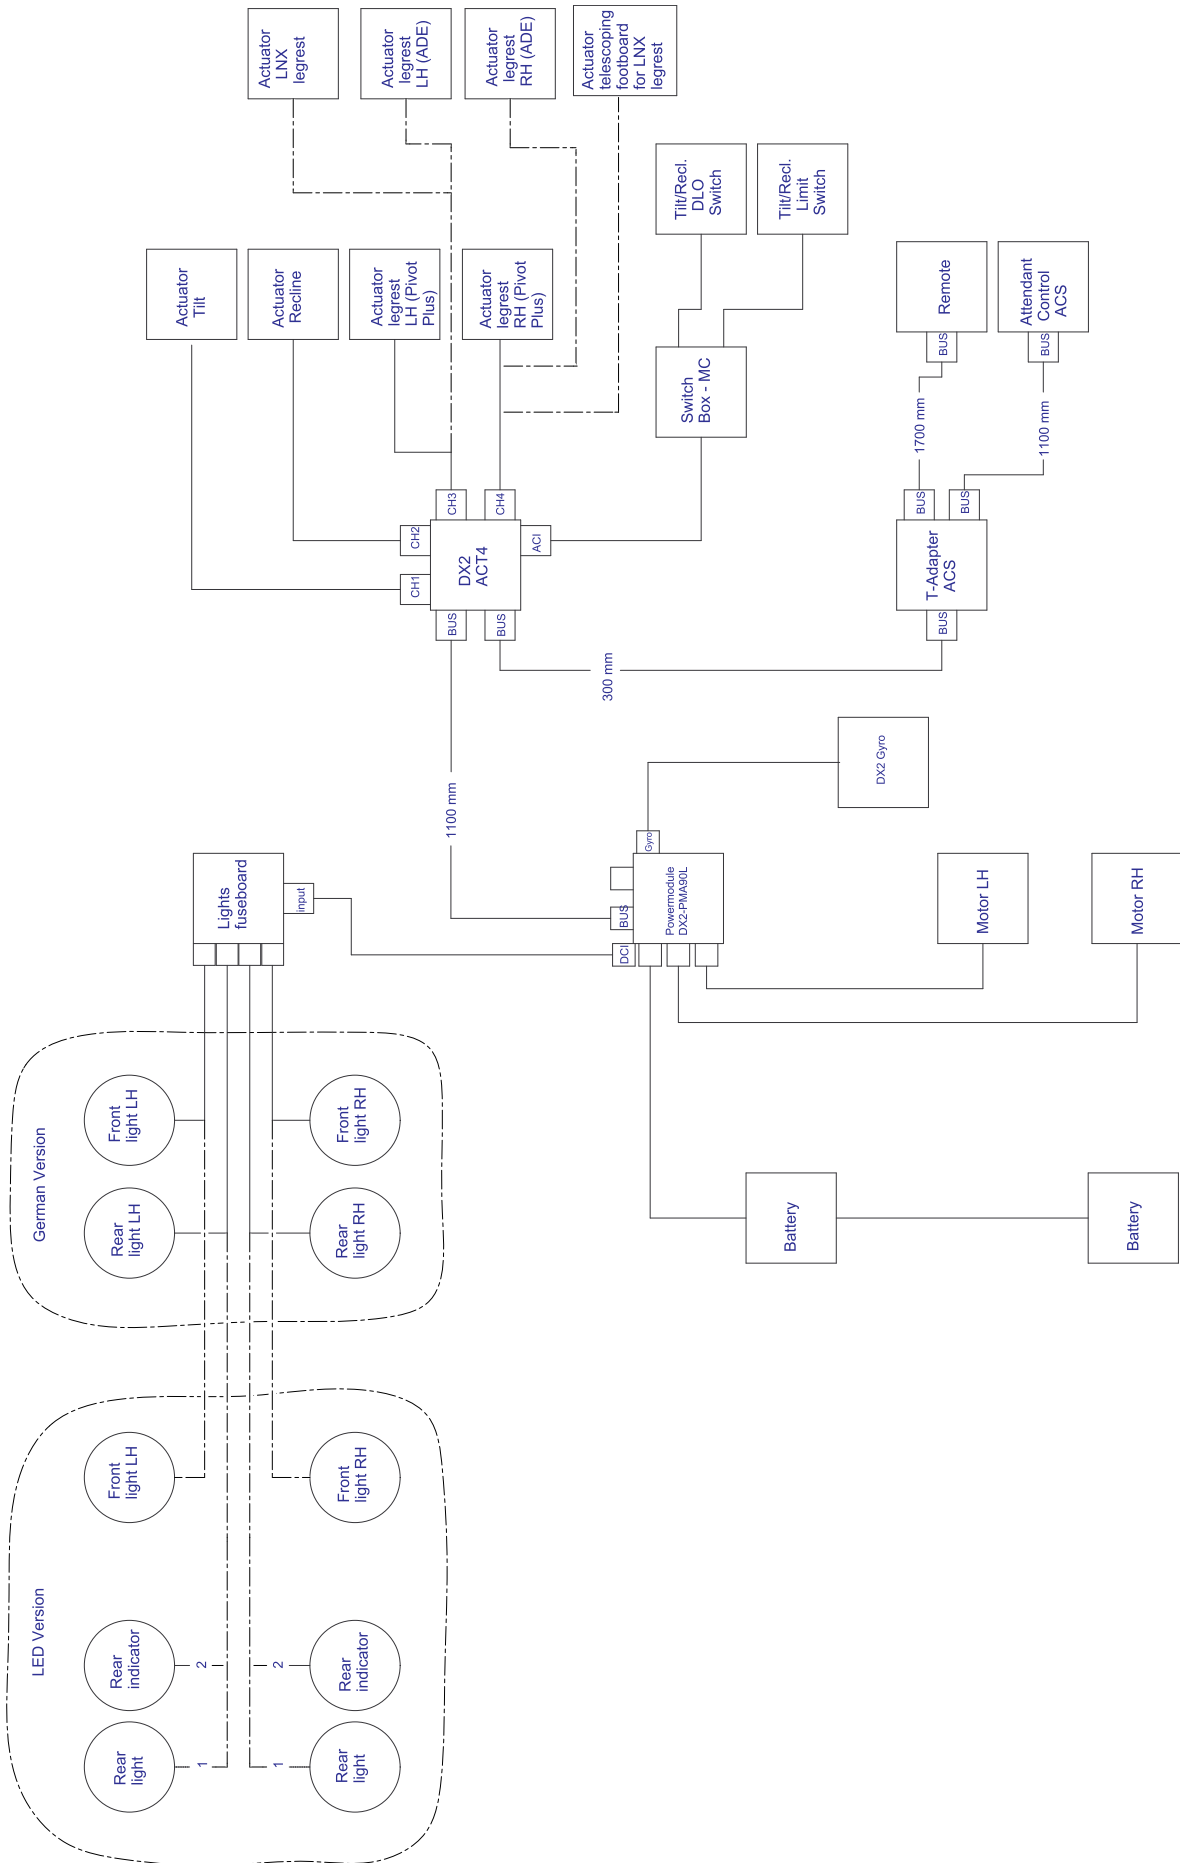 Actuator
LNX
legrest
Actuator
legrest
LH (ADE)
Actuator
legrest
RH (ADE)
Actuator
telescoping
footboard
for LNX
legrest
Tilt/Recl.
DLO
Switch
Tilt/Recl.
Limit
Switch
Actuator
Tilt
Actuator
Recline
Actuator
legrest
LH (Pivot
Plus)
Actuator
legrest
RH (Pivot
Plus)
Switch
Box - MC
Remote
BUS
Attendant
Control
ACS
BUS
1700 mm
1100 mm
CH1
CH2
CH3
CH4
ACI
DX2
ACT4
BUS
BUS
BUS
BUS
T-Adapter
ACS
BUS
300 mm
1100 mm
DX2 Gyro
Gyro
Lights
fuseboard
input
BUS
DCI
Powermodule
DX2-PMA90L
Motor LH
Motor RH
German Version
Front
light LH
Front
light RH
Rear
light LH
Rear
light RH
Battery
Battery
LED Version
Front
light LH
Front
light RH
Rear
indicator
2
2
Rear
indicator
Rear
light
1
1
Rear
light